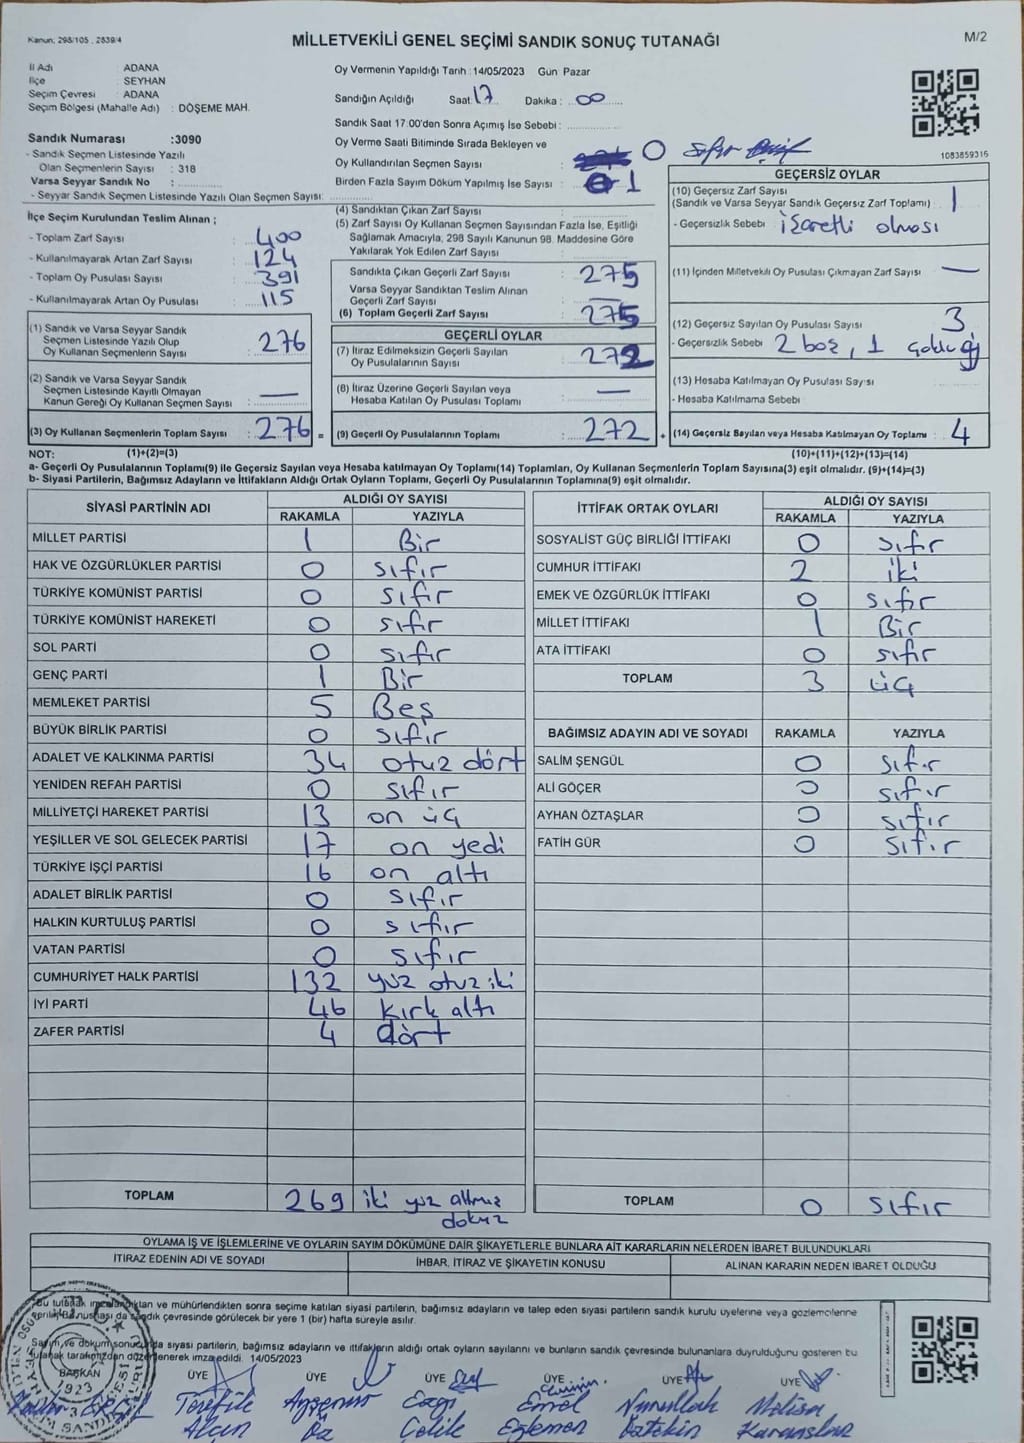 Kanun; 298/105 , 2839/4
MİLLETVEKİLİ GENEL SEÇİMİ SANDIK SONUÇ TUTANAĞI
M/2
İl Adı : ADANA
İlçe : SEYHAN
Seçim Çevresi : ADANA
Seçim Bölgesi (Mahalle Adı) : DÖŞEME MAH.
Sandık Numarası :3090
- Sandık Seçmen Listesinde Yazılı
Olan Seçmenlerin Sayısı : 318
Varsa Seyyar Sandık No :
- Seyyar Sandık Seçmen Listesinde Yazılı Olan Seçmen Sayısı:
Oy Vermenin Yapıldığı Tarih : 14/05/2023 Gün Pazar
Sandığın Açıldığı Saat: 17 Dakika : 00
Sandık Saat 17:00'den Sonra Açımış İse Sebebi :
Oy Verme Saati Bitiminde Sırada Bekleyen ve
Oy Kullandırılan Seçmen Sayısı : 0 Sıfır
Birden Fazla Sayım Döküm Yapılmış İse Sayısı : 1
1083859316
İlçe Seçim Kurulundan Teslim Alınan ;
- Toplam Zarf Sayısı : 400
- Kullanılmayarak Artan Zarf Sayısı : 124
- Toplam Oy Pusulası Sayısı : 391
- Kullanılmayarak Artan Oy Pusulası : 115
(1) Sandık ve Varsa Seyyar Sandık
Seçmen Listesinde Yazılı Olup
Oy Kullanan Seçmenlerin Sayısı : 276
(2) Sandık ve Varsa Seyyar Sandık
Seçmen Listesinde Kayıtlı Olmayan
Kanun Gereği Oy Kullanan Seçmen Sayısı : —
(3) Oy Kullanan Seçmenlerin Toplam Sayısı : 276 =
(4) Sandıktan Çıkan Zarf Sayısı :
(5) Zarf Sayısı Oy Kullanan Seçmen Sayısından Fazla İse, Eşitliği
Sağlamak Amacıyla, 298 Sayılı Kanunun 98. Maddesine Göre
Yakılarak Yok Edilen Zarf Sayısı :
Sandıkta Çıkan Geçerli Zarf Sayısı : 275
Varsa Seyyar Sandıktan Teslim Alınan
Geçerli Zarf Sayısı : —
(6) Toplam Geçerli Zarf Sayısı : 275
GEÇERLİ OYLAR
(7) İtiraz Edilmeksizin Geçerli Sayılan
Oy Pusulalarının Sayısı : 272
(8) İtiraz Üzerine Geçerli Sayılan veya
Hesaba Katılan Oy Pusulası Toplamı : —
(9) Geçerli Oy Pusulalarının Toplamı : 272 +
GEÇERSİZ OYLAR
(10) Geçersiz Zarf Sayısı
(Sandık ve Varsa Seyyar Sandık Geçersiz Zarf Toplamı) : 1
- Geçersizlik Sebebi : işaretli olması
(11) İçinden Milletvekili Oy Pusulası Çıkmayan Zarf Sayısı : —
(12) Geçersiz Sayılan Oy Pusulası Sayısı : 3
- Geçersizlik Sebebi : 2 boş, 1
(13) Hesaba Katılmayan Oy Pusulası Sayısı :
- Hesaba Katılmama Sebebi :
(14) Geçersiz Sayılan veya Hesaba Katılmayan Oy Toplamı : 4
NOT: (1)+(2)=(3) (10)+(11)+(12)+(13)=(14)
a- Geçerli Oy Pusulalarının Toplamı(9) ile Geçersiz Sayılan veya Hesaba katılmayan Oy Toplamı(14) Toplamları, Oy Kullanan Seçmenlerin Toplam Sayısına(3) eşit olmalıdır. (9)+(14)=(3)
b- Siyasi Partilerin, Bağımsız Adayların ve İttifakların Aldığı Ortak Oyların Toplamı, Geçerli Oy Pusulalarının Toplamına(9) eşit olmalıdır.
SİYASİ PARTİNİN ADI ALDIĞI OY SAYISI
RAKAMLA YAZIYLA
MİLLET PARTİSİ 1 Bir
HAK VE ÖZGÜRLÜKLER PARTİSİ 0 sıfır
TÜRKİYE KOMÜNİST PARTİSİ 0 sıfır
TÜRKİYE KOMÜNİST HAREKETİ 0 sıfır
SOL PARTİ 0 sıfır
GENÇ PARTİ 1 Bir
MEMLEKET PARTİSİ 5 Beş
BÜYÜK BİRLİK PARTİSİ 0 sıfır
ADALET VE KALKINMA PARTİSİ 34 otuz dört
YENİDEN REFAH PARTİSİ 0 sıfır
MİLLİYETÇİ HAREKET PARTİSİ 13 on üç
YEŞİLLER VE SOL GELECEK PARTİSİ 17 on yedi
TÜRKİYE İŞÇİ PARTİSİ 16 on altı
ADALET BİRLİK PARTİSİ 0 sıfır
HALKIN KURTULUŞ PARTİSİ 0 sıfır
VATAN PARTİSİ 0 sıfır
CUMHURİYET HALK PARTİSİ 132 yüz otuz iki
İYİ PARTİ 46 kırk altı
ZAFER PARTİSİ 4 dört
TOPLAM 269 iki yüz altmış
dokuz
İTTİFAK ORTAK OYLARI ALDIĞI OY SAYISI
RAKAMLA YAZIYLA
SOSYALİST GÜÇ BİRLİĞİ İTTİFAKI 0 sıfır
CUMHUR İTTİFAKI 2 iki
EMEK VE ÖZGÜRLÜK İTTİFAKI 0 sıfır
MİLLET İTTİFAKI 1 Bir
ATA İTTİFAKI 0 sıfır
TOPLAM 3 üç
BAĞIMSIZ ADAYIN ADI VE SOYADI RAKAMLA YAZIYLA
SALİM ŞENGÜL 0 sıfır
ALİ GÖÇER 0 sıfır
AYHAN ÖZTAŞLAR 0 sıfır
FATİH GÜR 0 sıfır
TOPLAM 0 sıfır
OYLAMA İŞ VE İŞLEMLERİNE VE OYLARIN SAYIM DÖKÜMÜNE DAİR ŞİKAYETLERLE BUNLARA AİT KARARLARIN NELERDEN İBARET BULUNDUKLARI
İTİRAZ EDENİN ADI VE SOYADI İHBAR, İTİRAZ VE ŞİKAYETİN KONUSU ALINAN KARARIN NEDEN İBARET OLDUĞU
Bu tutanak imzalandıktan ve mühürlendikten sonra seçime katılan siyasi partilerin, bağımsız adayların ve talep eden siyasi partilerin sandık kurulu üyelerine veya gözlemcilerine
verilir. Bir nüshası da sandık çevresinde görülecek bir yere 1 (bir) hafta süreyle asılır.
Sayım ve döküm sonucunda siyasi partilerin, bağımsız adayların ve ittifakların aldığı ortak oyların sayılarını ve bunların sandık çevresinde bulunanlara duyrulduğunu gösteren bu
tutanak tarafımızdan düzenlenerek imza edildi. 14/05/2023
BAŞKAN ÜYE ÜYE ÜYE ÜYE ÜYE ÜYE
1923
Ayşenur Ezgi Emel Nurullah Melisa
Alçın Öz Çelik Eğlemen Öztekin Karaaslan